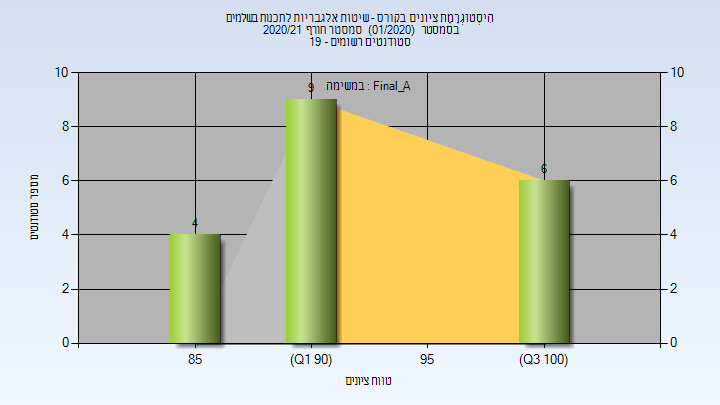 הִיסְטוֹגְרָמַת ציונים בקורס - שיטות אלגבריות לתכנות בשלמים
בסמסטר (01/2020) סמסטר חורף 2020/21
סטודנטים רשומים - 19
במשימה : Final_A
10
8
6
4
2
0
10
8
6
4
2
0
מספר סטודנטים
4
9
6
85
(Q1 90)
95
(Q3 100)
טווח ציונים